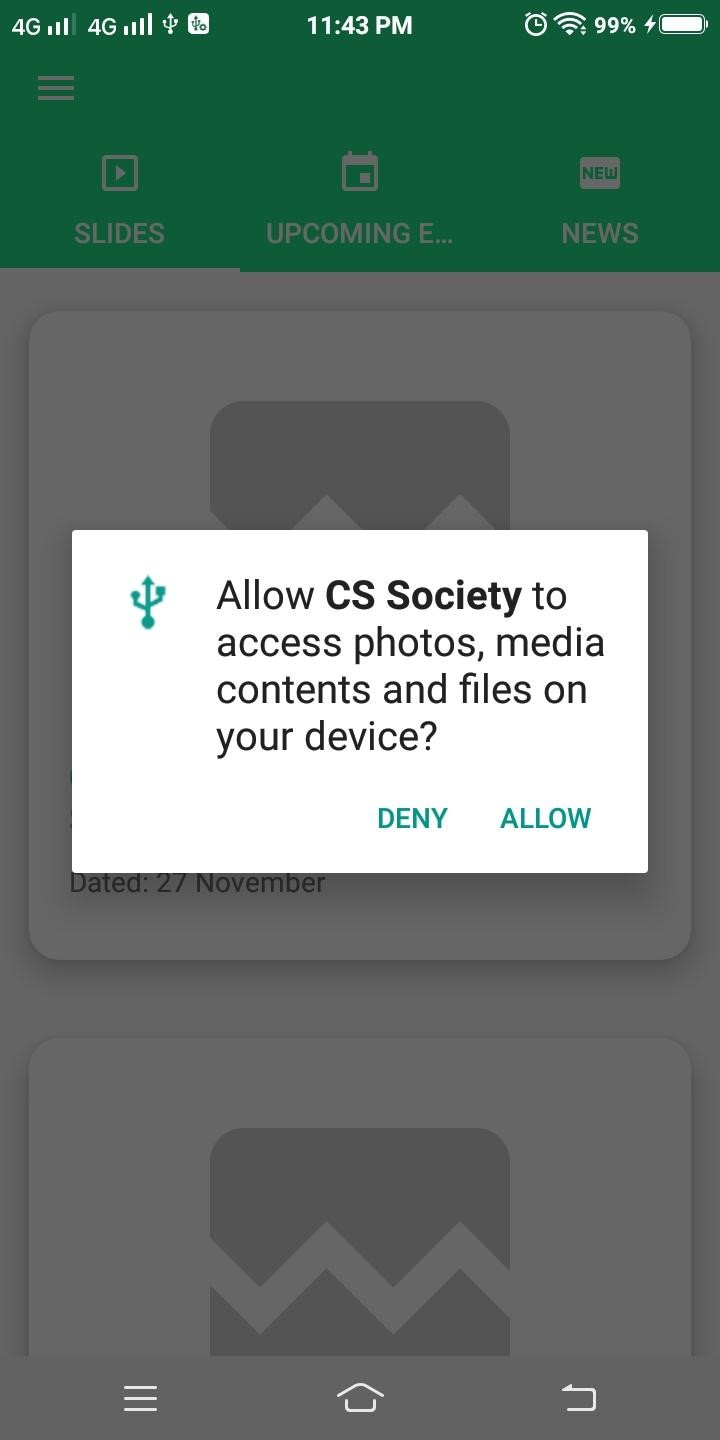 4G 4G 11:43 PM 99%
SLIDES UPCOMING E... NEWS
NEW
Allow CS Society to
access photos, media
contents and files on
your device?
DENY ALLOW
Dated: 27 November